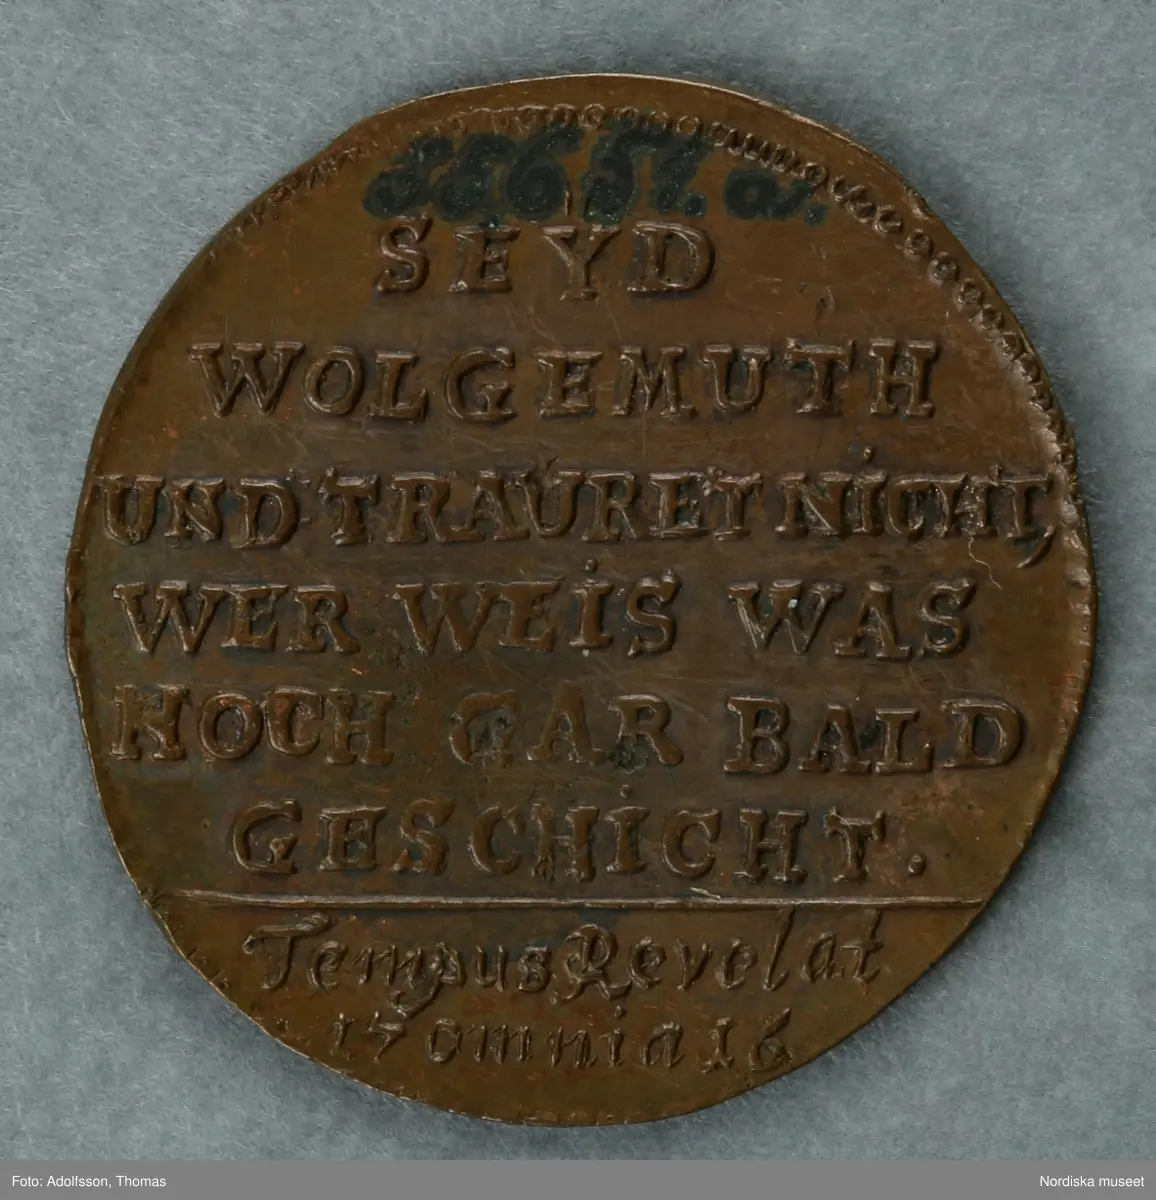 55657. a.
SEYD
WOLGEMUTH
UND TRAURET NICHT,
WER WEIS WAS
NOCH GAR BALD
GESCHICHT.
Tempus Revelat
17 omnia 16
Foto: Adolfsson, Thomas
Nordiska museet